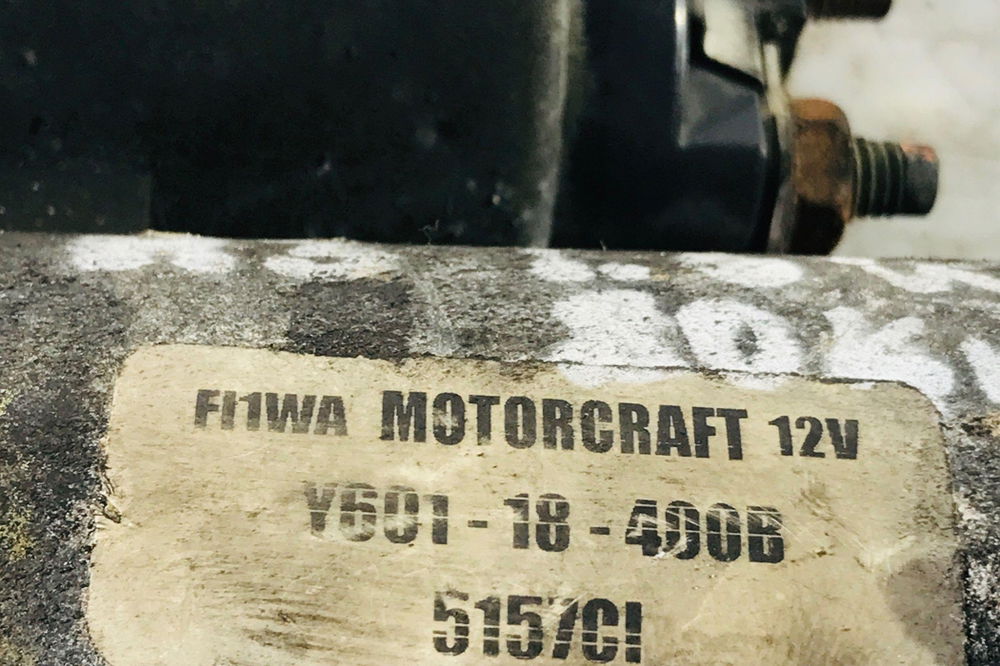 FI1WA MOTORCRAFT 12V
Y601-18-400B
5157CI